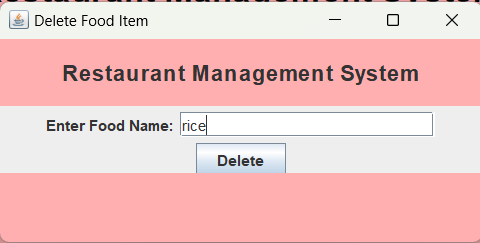 Delete Food Item
Restaurant Management System
Enter Food Name: rice
Delete